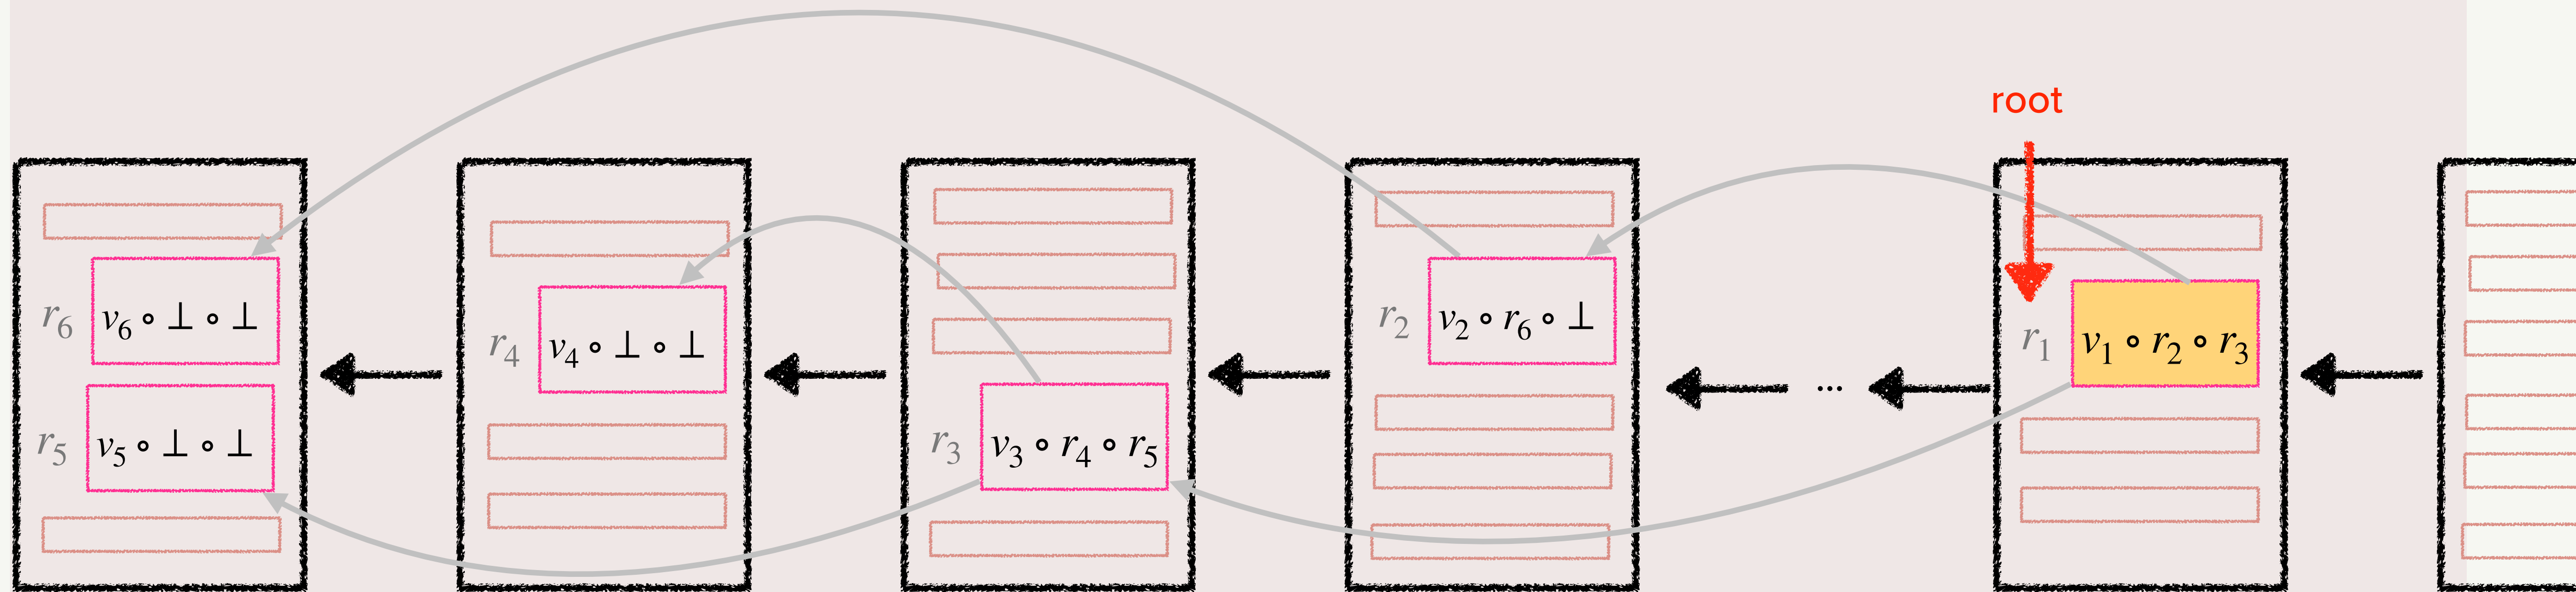 root
r₆ v₆ ∘ ⊥ ∘ ⊥
r₅ v₅ ∘ ⊥ ∘ ⊥
r₄ v₄ ∘ ⊥ ∘ ⊥
r₃ v₃ ∘ r₄ ∘ r₅
r₂ v₂ ∘ r₆ ∘ ⊥
...
r₁ v₁ ∘ r₂ ∘ r₃